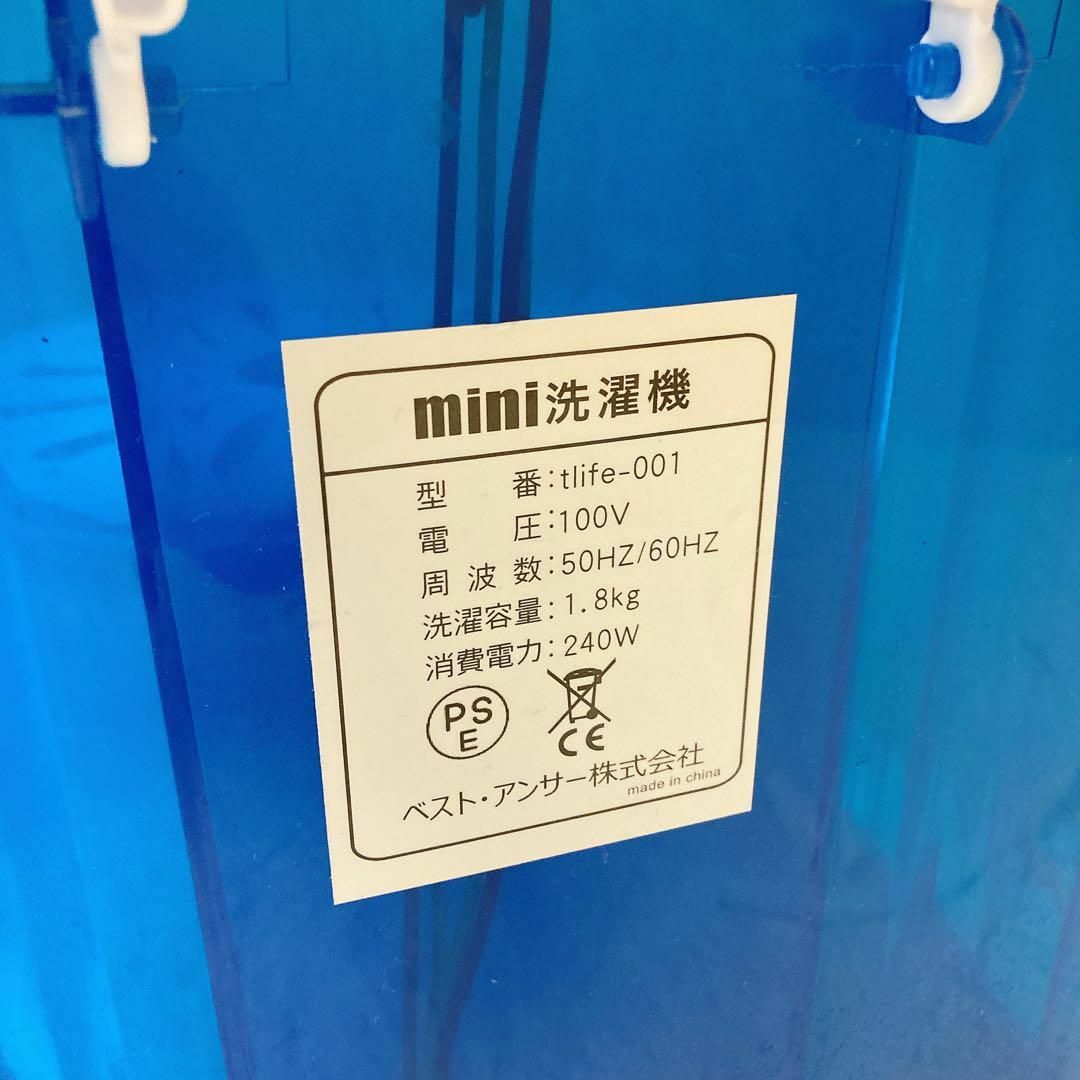 mini洗濯機
型番:tlife-001
電圧:100V
周波数:50HZ/60HZ
洗濯容量:1.8kg
消費電力:240W
PS
E
CE
ベスト・アンサー株式会社
made in china